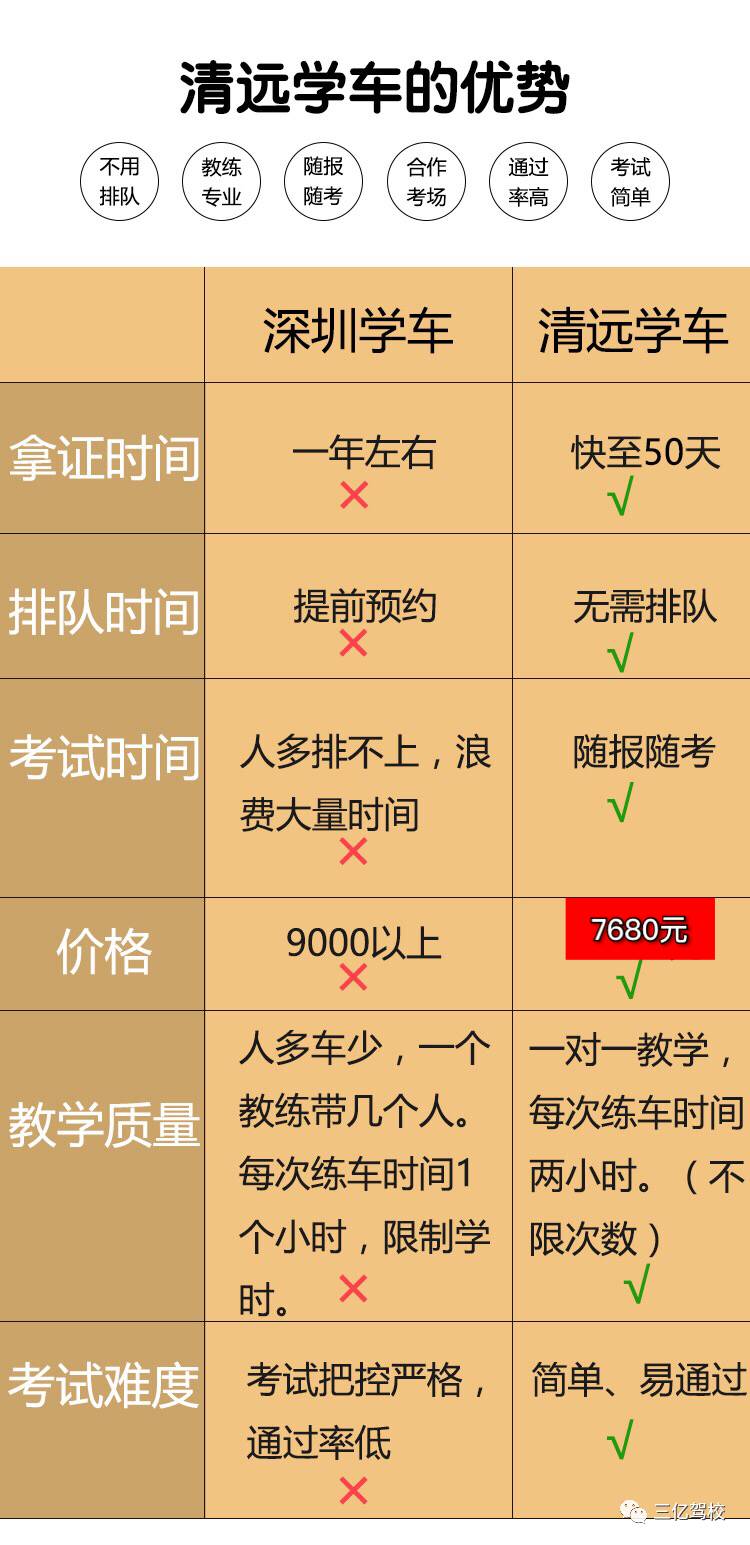 清远学车的优势
不用 教练 随报 合作 通过 考试
排队 专业 随考 考场 率高 简单
深圳学车 清远学车
拿证时间 一年左右 快至50天
× √
排队时间 提前预约 无需排队
× √
考试时间 人多排不上，浪 随报随考
费大量时间
× √
价格 9000以上 7680元
× √
教学质量 人多车少，一个 一对一教学，
教练带几个人。 每次练车时间
每次练车时间1 两小时。（不
个小时，限制学 限次数）
时。
× √
考试难度 考试把控严格， 简单、易通过
通过率低
× √
三亿驾校